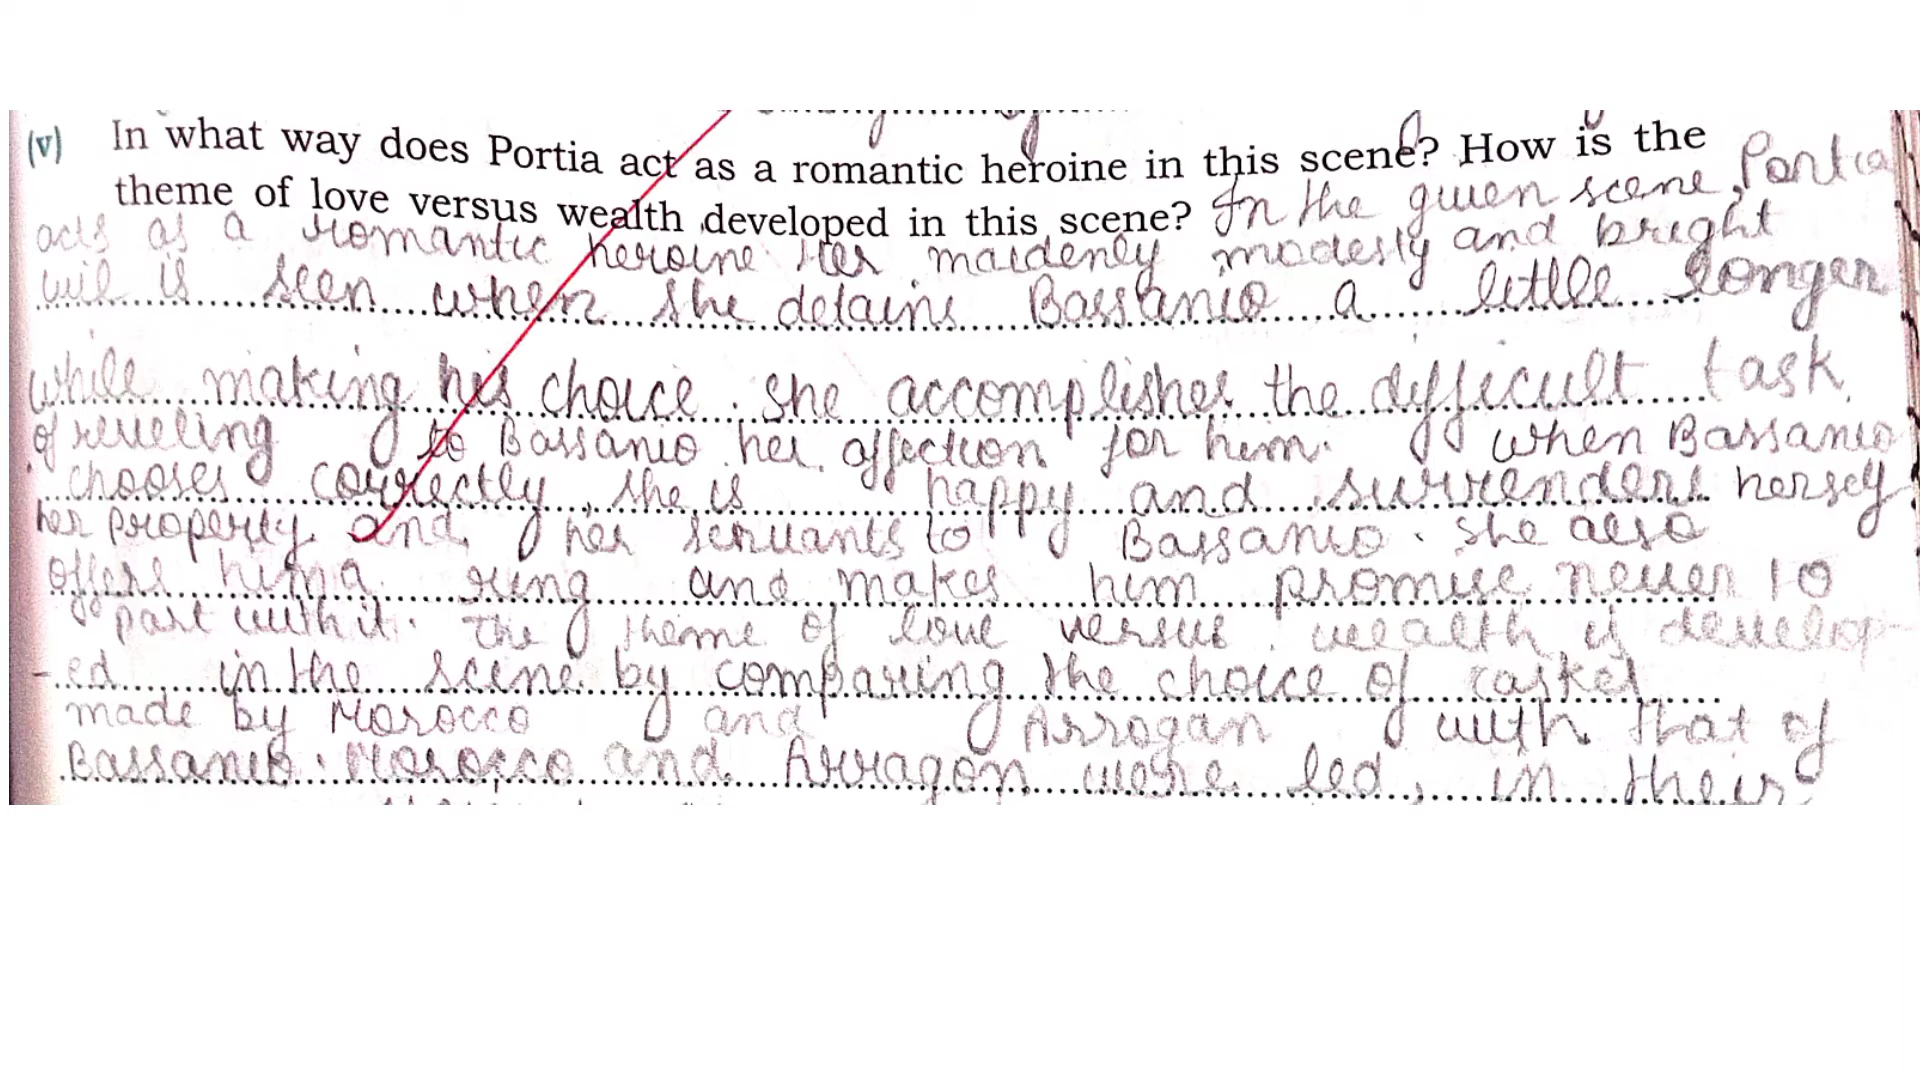 (v) In what way does Portia act as a romantic heroine in this scene? How is the
theme of love versus wealth developed in this scene? In the given scene, Portia
acts as a romantic heroine. Her maidenly modesty and bright
wit is seen when she detains Bassanio a little longer
while making his choice. She accomplishes the difficult task
of reveling to Bassanio her affection for him. When Bassanio
chooses correctly, she is happy and surrenders herself
her property and her servants to Bassanio. She also
offers him a ring and makes him promise never to
part with it. The theme of love versus wealth is develop-
-ed in the scene by comparing the choice of casket
made by Morocco and Arrogan with that of
Bassanio. Morocco and Arragon were led, in their